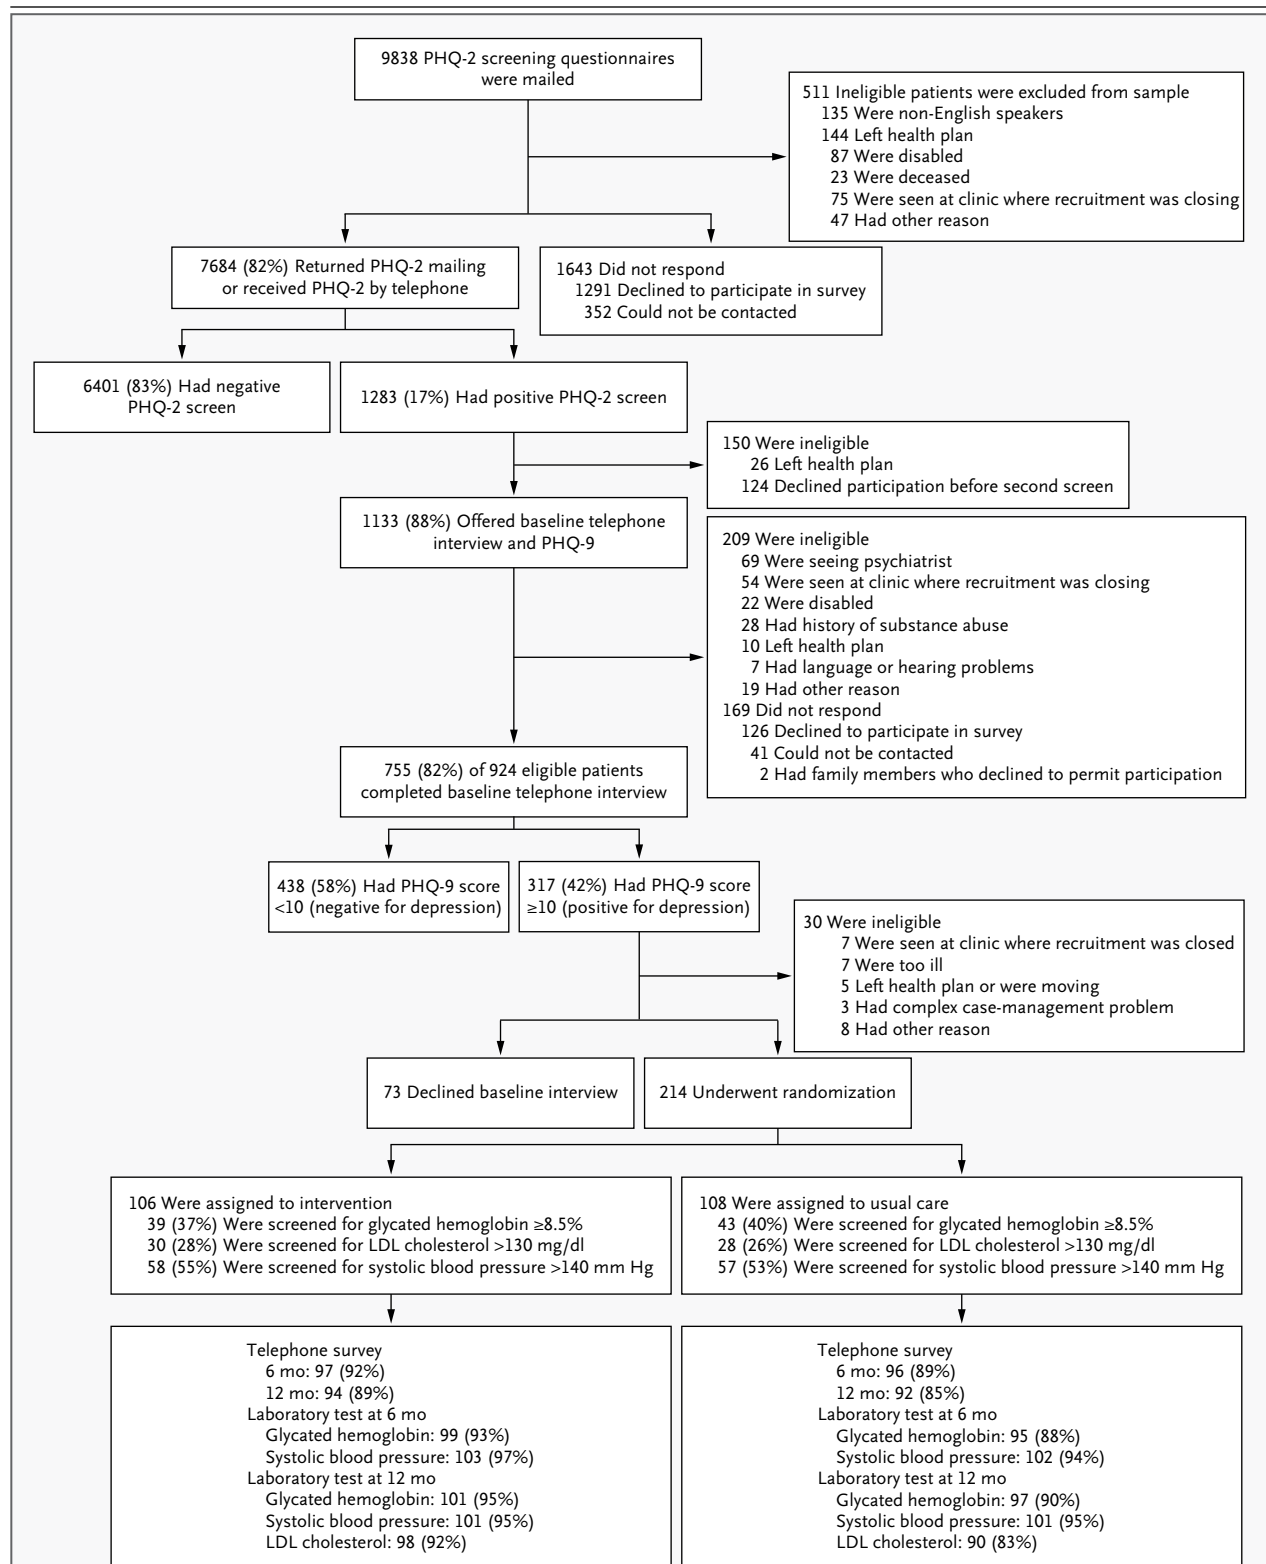 9838 PHQ-2 screening questionnaires
were mailed
511 Ineligible patients were excluded from sample
135 Were non-English speakers
144 Left health plan
87 Were disabled
23 Were deceased
75 Were seen at clinic where recruitment was closing
47 Had other reason
7684 (82%) Returned PHQ-2 mailing
or received PHQ-2 by telephone
1643 Did not respond
1291 Declined to participate in survey
352 Could not be contacted
6401 (83%) Had negative
PHQ-2 screen
1283 (17%) Had positive PHQ-2 screen
150 Were ineligible
26 Left health plan
124 Declined participation before second screen
1133 (88%) Offered baseline telephone
interview and PHQ-9
209 Were ineligible
69 Were seeing psychiatrist
54 Were seen at clinic where recruitment was closing
22 Were disabled
28 Had history of substance abuse
10 Left health plan
7 Had language or hearing problems
19 Had other reason
169 Did not respond
126 Declined to participate in survey
41 Could not be contacted
2 Had family members who declined to permit participation
755 (82%) of 924 eligible patients
completed baseline telephone interview
438 (58%) Had PHQ-9 score
<10 (negative for depression)
317 (42%) Had PHQ-9 score
≥10 (positive for depression)
30 Were ineligible
7 Were seen at clinic where recruitment was closed
7 Were too ill
5 Left health plan or were moving
3 Had complex case-management problem
8 Had other reason
73 Declined baseline interview
214 Underwent randomization
106 Were assigned to intervention
39 (37%) Were screened for glycated hemoglobin ≥8.5%
30 (28%) Were screened for LDL cholesterol >130 mg/dl
58 (55%) Were screened for systolic blood pressure >140 mm Hg
108 Were assigned to usual care
43 (40%) Were screened for glycated hemoglobin ≥8.5%
28 (26%) Were screened for LDL cholesterol >130 mg/dl
57 (53%) Were screened for systolic blood pressure >140 mm Hg
Telephone survey
6 mo: 97 (92%)
12 mo: 94 (89%)
Laboratory test at 6 mo
Glycated hemoglobin: 99 (93%)
Systolic blood pressure: 103 (97%)
Laboratory test at 12 mo
Glycated hemoglobin: 101 (95%)
Systolic blood pressure: 101 (95%)
LDL cholesterol: 98 (92%)
Telephone survey
6 mo: 96 (89%)
12 mo: 92 (85%)
Laboratory test at 6 mo
Glycated hemoglobin: 95 (88%)
Systolic blood pressure: 102 (94%)
Laboratory test at 12 mo
Glycated hemoglobin: 97 (90%)
Systolic blood pressure: 101 (95%)
LDL cholesterol: 90 (83%)